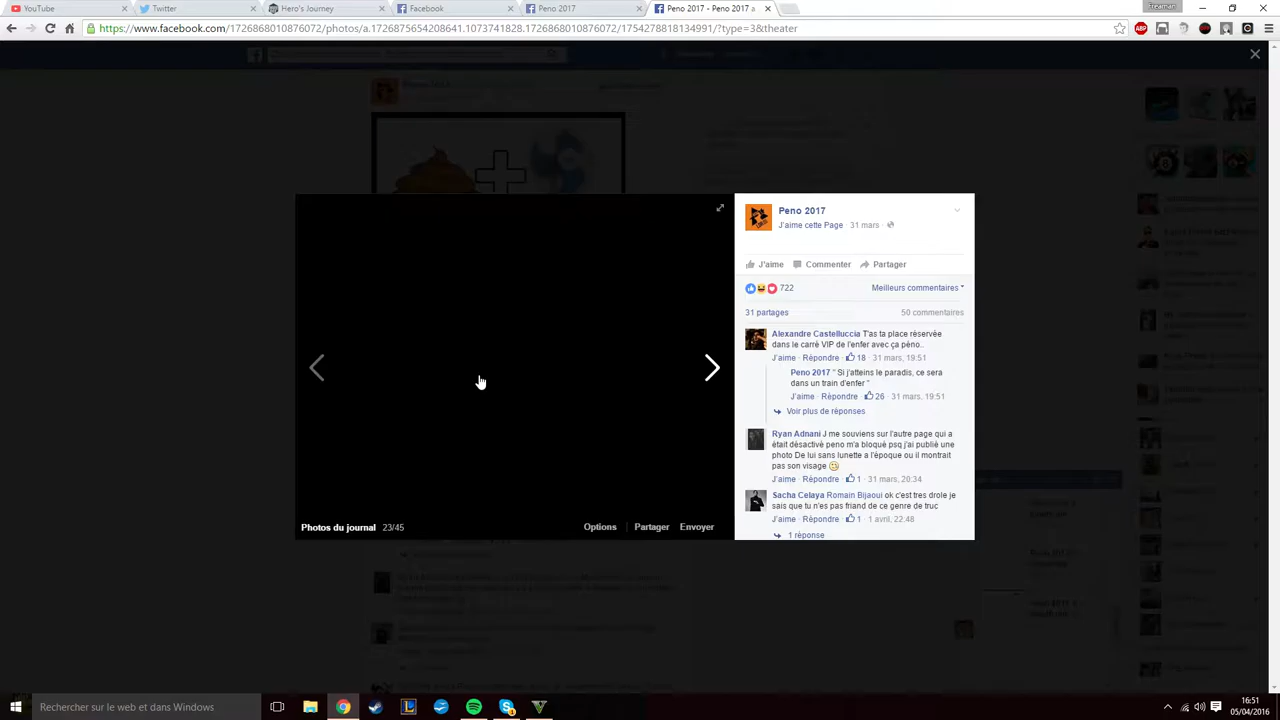 YouTube
Twitter
Hero's Journey
Facebook
Peno 2017
Peno 2017 - Peno 2017 a
Freaman
https://www.facebook.com/1726868010876072/photos/a.1726875654208641.1073741828.1726868010876072/1754278818134991/?type=3&theater
Peno 2017
J'aime cette Page · 31 mars ·
J'aime Commenter Partager
722
Meilleurs commentaires
31 partages
50 commentaires
Alexandre Castelluccia T'as ta place réservée
dans le carré VIP de l'enfer avec ça péno..
J'aime · Répondre · 18 · 31 mars, 19:51
Peno 2017 " Si j'atteins le paradis, ce sera
dans un train d'enfer "
J'aime · Répondre · 26 · 31 mars, 19:51
Voir plus de réponses
Ryan Adnani J me souviens sur l'autre page qui a
était désactivé peno m'a bloqué psq j'ai publié une
photo De lui sans lunette a l'époque ou il montrait
pas son visage
J'aime · Répondre · 1 · 31 mars, 20:34
Sacha Celaya Romain Bijaoui ok c'est tres drole je
sais que tu n'es pas friand de ce genre de truc
J'aime · Répondre · 1 · 1 avril, 22:48
1 réponse
Photos du journal 23/45
Options
Partager
Envoyer
Rechercher sur le web et dans Windows
16:51
05/04/2016